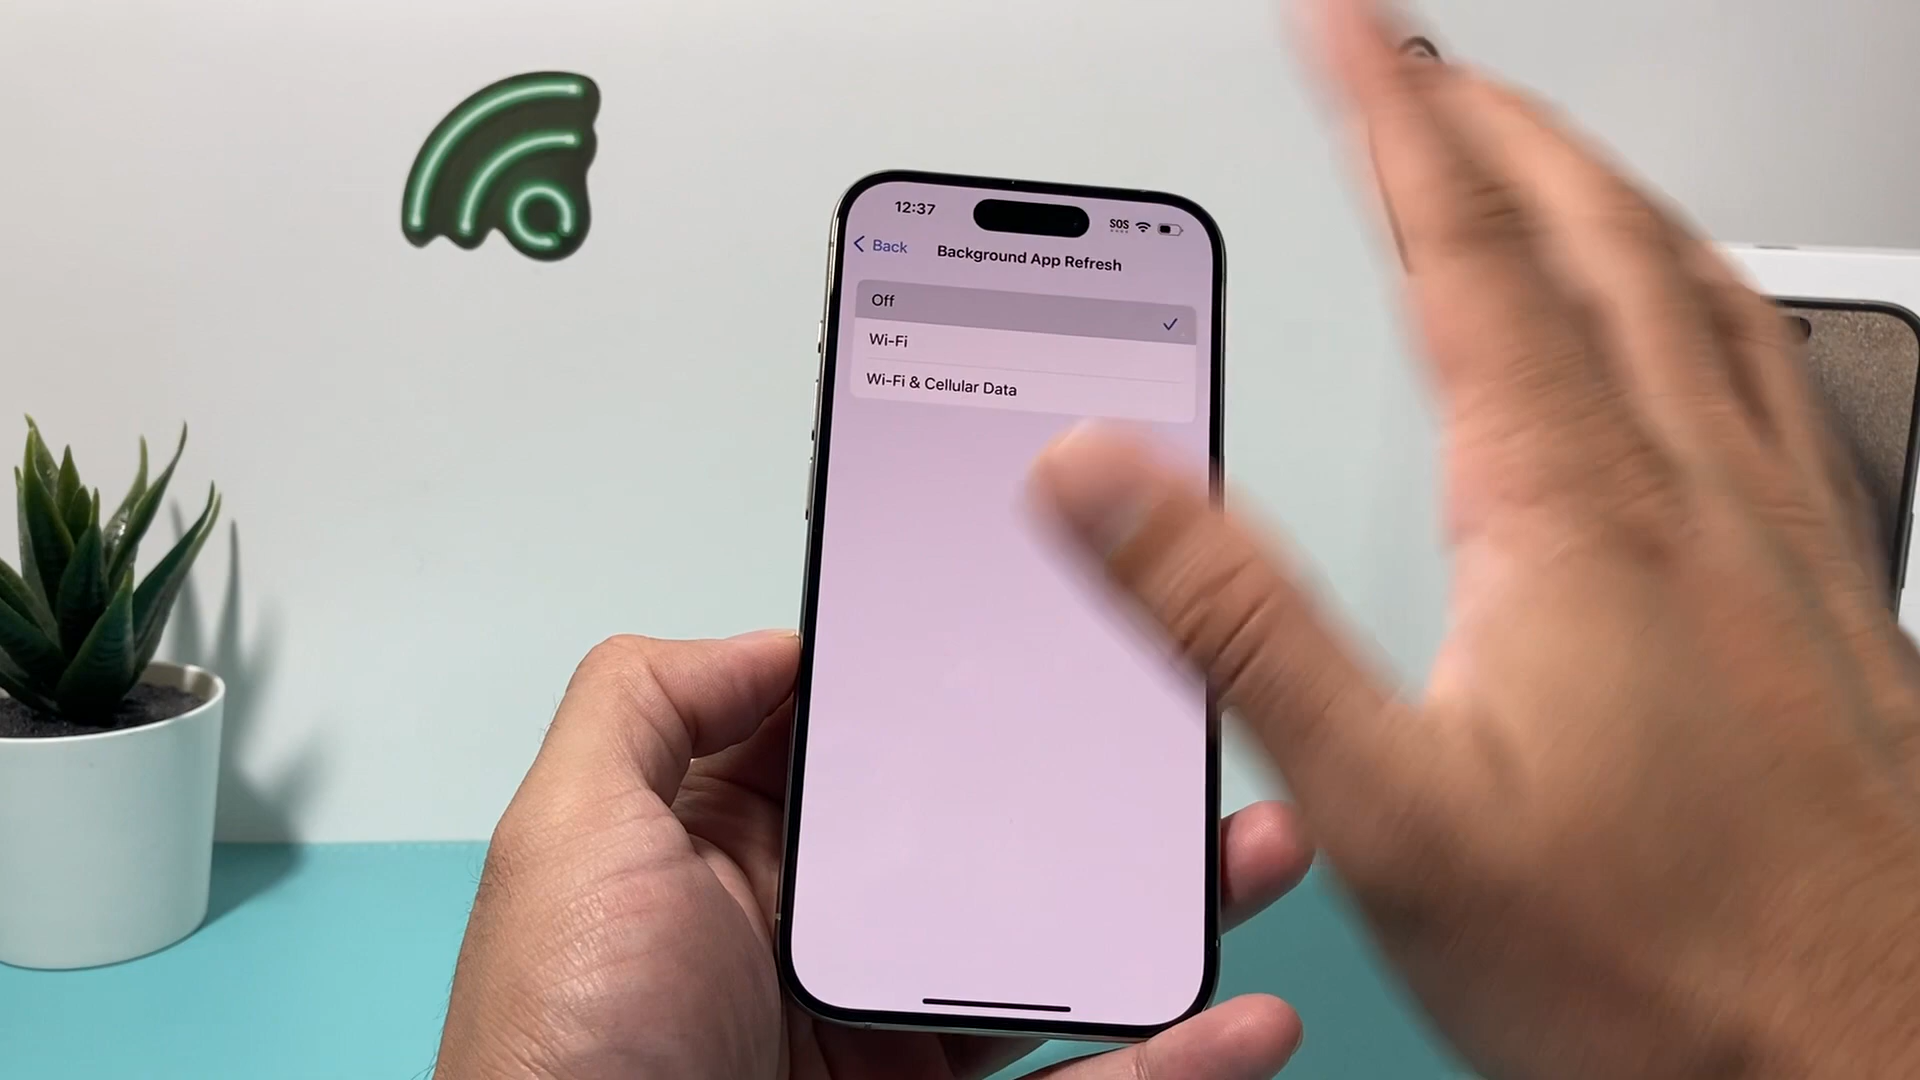 12:37
SOS
Back
Background App Refresh
Off
Wi-Fi
Wi-Fi & Cellular Data